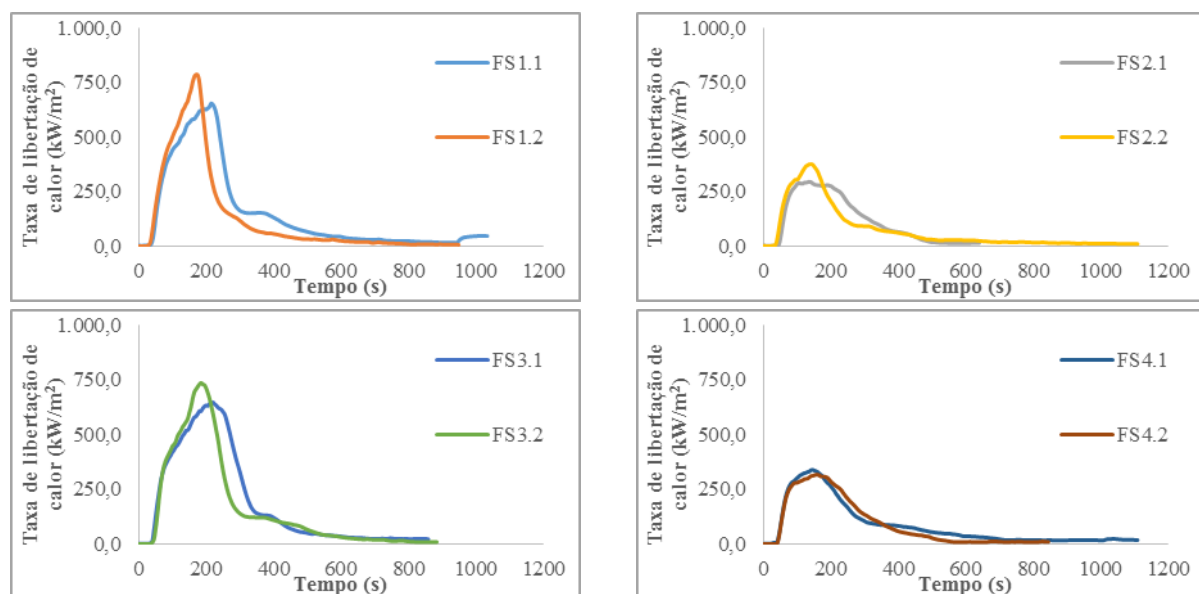 Taxa de libertação de
calor (kW/m²)
1.000,0
750,0
500,0
250,0
0,0
0 200 400 600 800 1000 1200
Tempo (s)
FS1.1
FS1.2
Taxa de libertação de
calor (kW/m²)
1.000,0
750,0
500,0
250,0
0,0
0 200 400 600 800 1000 1200
Tempo (s)
FS2.1
FS2.2
Taxa de libertação de
calor (kW/m²)
1.000,0
750,0
500,0
250,0
0,0
0 200 400 600 800 1000 1200
Tempo (s)
FS3.1
FS3.2
Taxa de libertação de
calor (kW/m²)
1.000,0
750,0
500,0
250,0
0,0
0 200 400 600 800 1000 1200
Tempo (s)
FS4.1
FS4.2